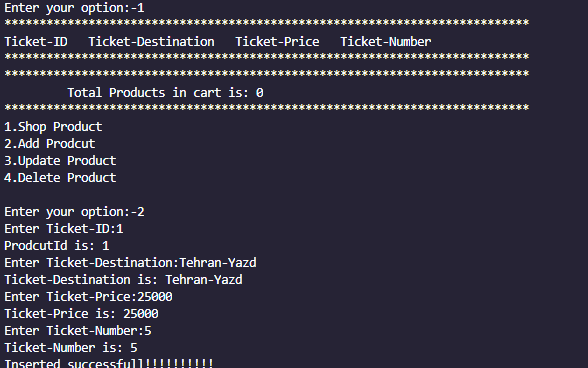 Enter your option:-1
***************************************************************************
Ticket-ID   Ticket-Destination   Ticket-Price   Ticket-Number
***************************************************************************
***************************************************************************
         Total Products in cart is: 0
***************************************************************************
1.Shop Product
2.Add Prodcut
3.Update Product
4.Delete Product

Enter your option:-2
Enter Ticket-ID:1
ProdcutId is: 1
Enter Ticket-Destination:Tehran-Yazd
Ticket-Destination is: Tehran-Yazd
Enter Ticket-Price:25000
Ticket-Price is: 25000
Enter Ticket-Number:5
Ticket-Number is: 5
Inserted successfull!!!!!!!!!!